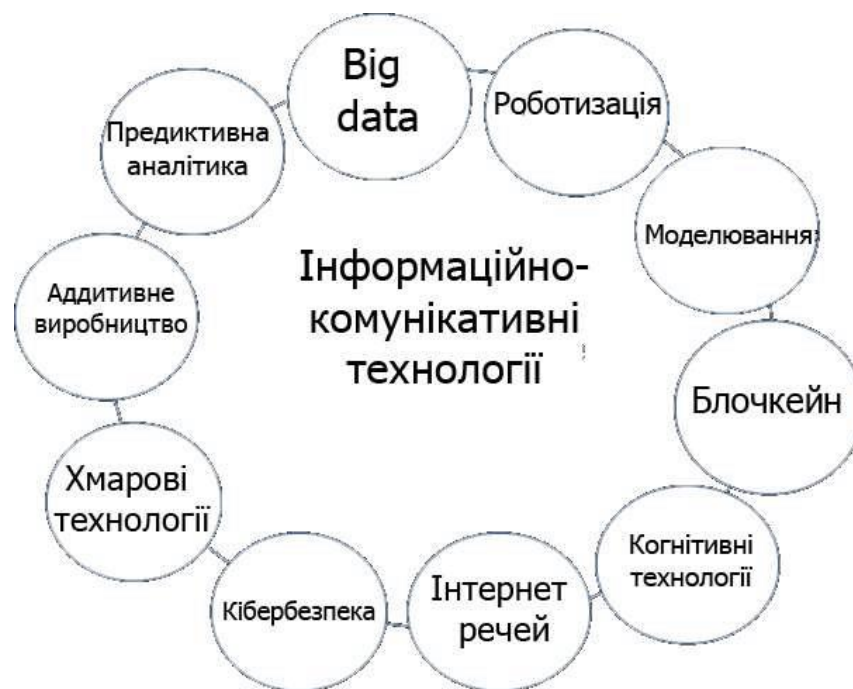 Big
data
Роботизація
Моделювання
Блочкейн
Когнітивні
технології
Інтернет
речей
Кібербезпека
Хмарові
технології
Аддитивне
виробництво
Предиктивна
аналітика
Інформаційно-
комунікативні
технології